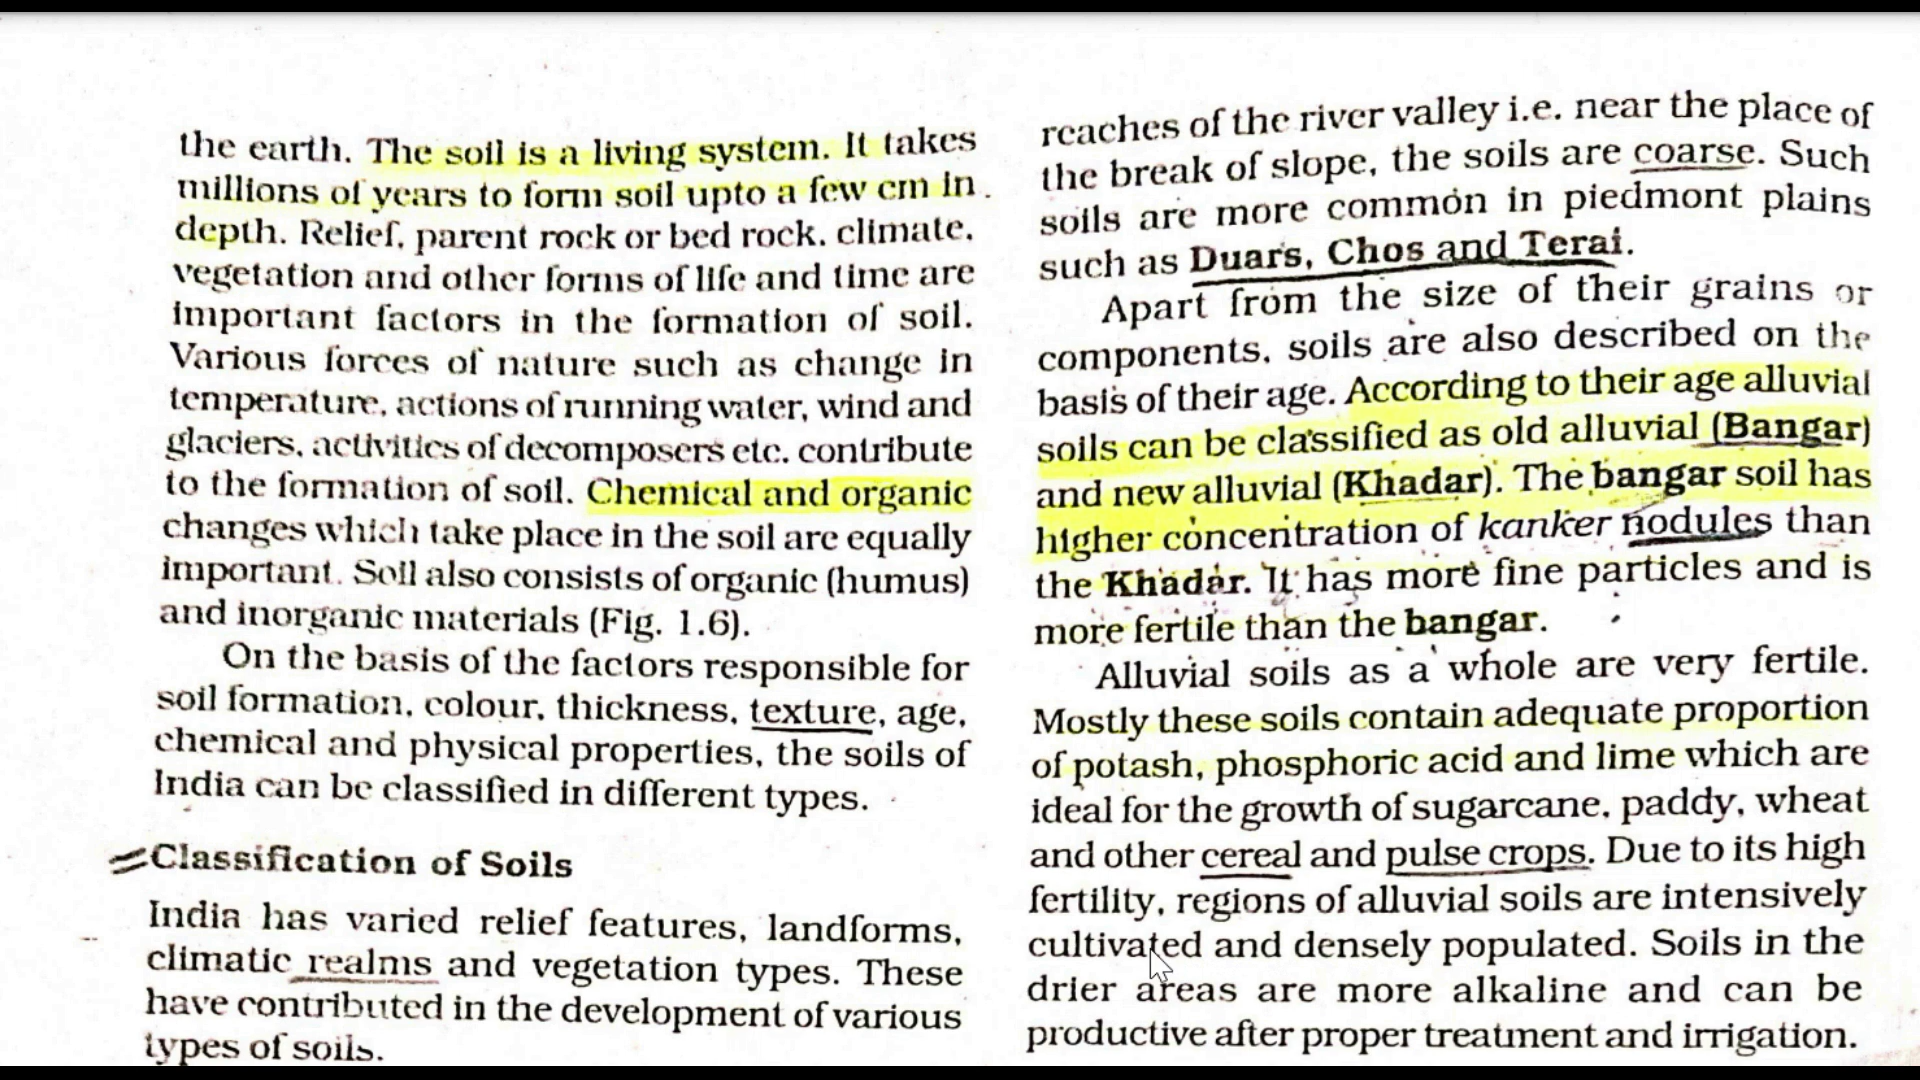 the earth. The soil is a living system. It takes
millions of years to form soil upto a few cm in
depth. Relief, parent rock or bed rock, climate,
vegetation and other forms of life and time are
important factors in the formation of soil.
Various forces of nature such as change in
temperature, actions of running water, wind and
glaciers, activities of decomposers etc. contribute
to the formation of soil. Chemical and organic
changes which take place in the soil are equally
important. Soil also consists of organic (humus)
and inorganic materials (Fig. 1.6).
On the basis of the factors responsible for
soil formation, colour, thickness, texture, age,
chemical and physical properties, the soils of
India can be classified in different types.
Classification of Soils
India has varied relief features, landforms,
climatic realms and vegetation types. These
have contributed in the development of various
types of soils.
reaches of the river valley i.e. near the place of
the break of slope, the soils are coarse. Such
soils are more common in piedmont plains
such as Duars, Chos and Terai.
Apart from the size of their grains or
components, soils are also described on the
basis of their age. According to their age alluvial
soils can be classified as old alluvial (Bangar)
and new alluvial (Khadar). The bangar soil has
higher concentration of kanker nodules than
the Khadar. It has more fine particles and is
more fertile than the bangar.
Alluvial soils as a whole are very fertile.
Mostly these soils contain adequate proportion
of potash, phosphoric acid and lime which are
ideal for the growth of sugarcane, paddy, wheat
and other cereal and pulse crops. Due to its high
fertility, regions of alluvial soils are intensively
cultivated and densely populated. Soils in the
drier areas are more alkaline and can be
productive after proper treatment and irrigation.